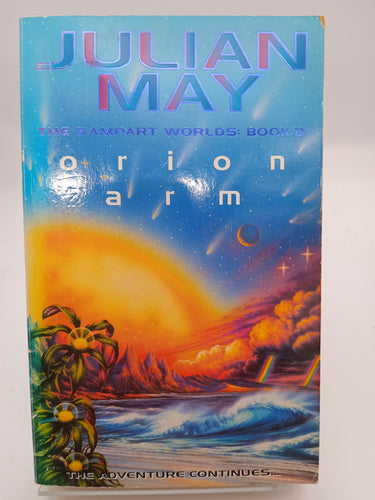 JULIAN
MAY
THE RAMPART WORLDS: BOOK 2
orion
arm
THE ADVENTURE CONTINUES...